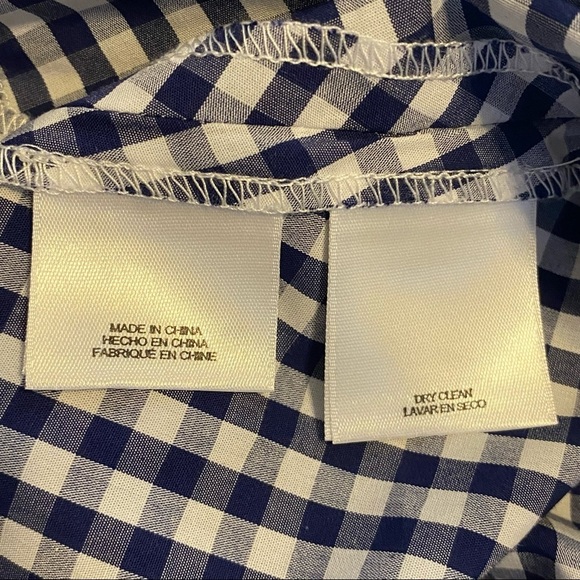 MADE IN CHINA
HECHO EN CHINA
FABRIQUÉ EN CHINE
DRY CLEAN
LAVAR EN SECO